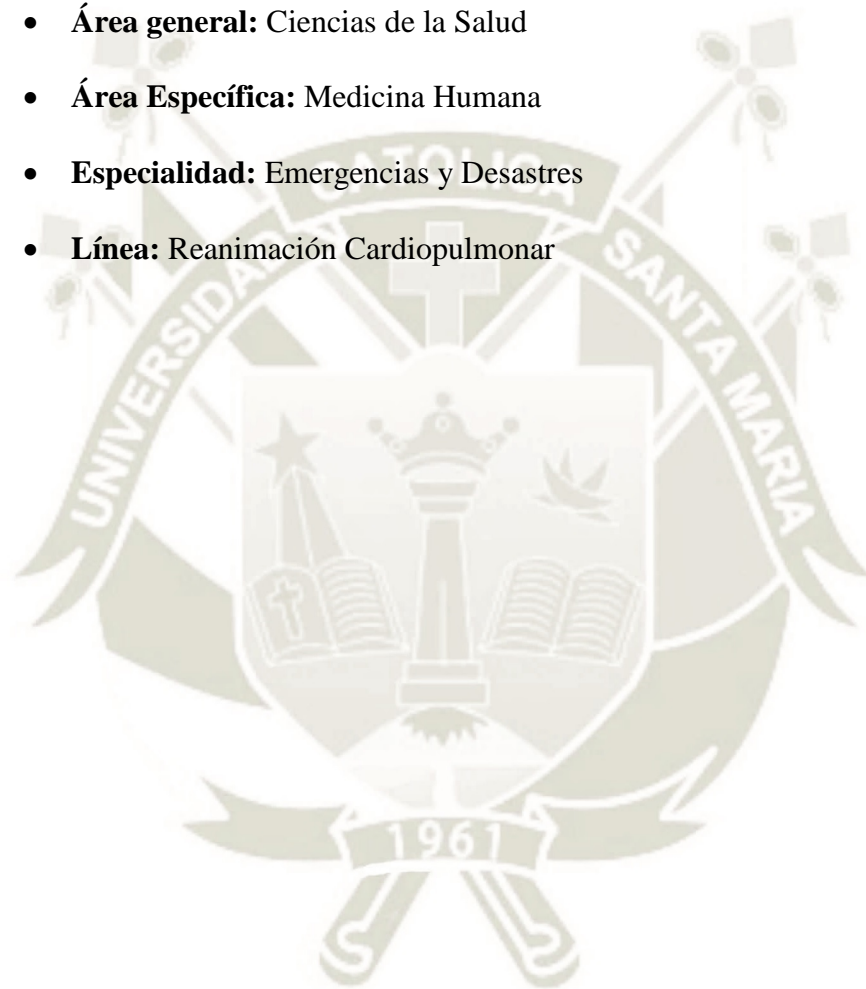 • Área general: Ciencias de la Salud
• Área Específica: Medicina Humana
• Especialidad: Emergencias y Desastres
• Línea: Reanimación Cardiopulmonar
UNIVERSIDAD CATOLICA SANTA MARIA
1961